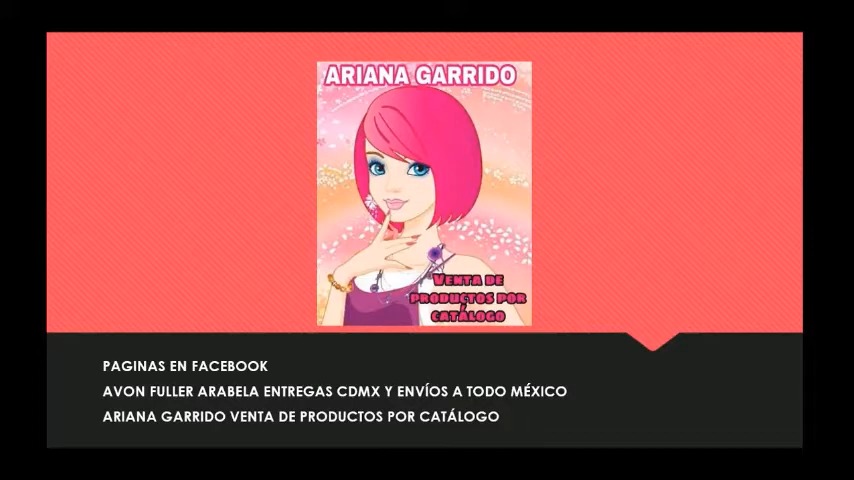 ARIANA GARRIDO
VENTA DE
PRODUCTOS POR
CATÁLOGO
PAGINAS EN FACEBOOK
AVON FULLER ARABELA ENTREGAS CDMX Y ENVÍOS A TODO MÉXICO
ARIANA GARRIDO VENTA DE PRODUCTOS POR CATÁLOGO